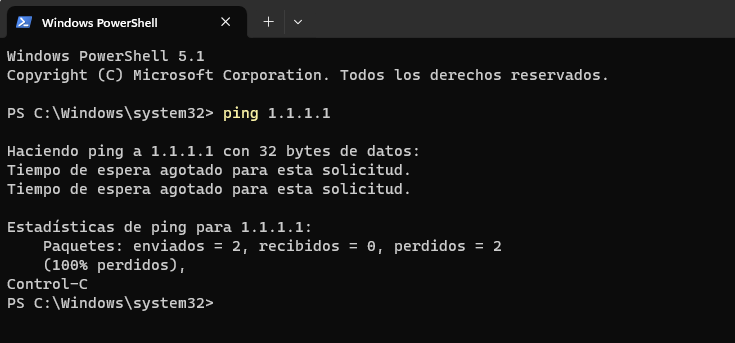 Windows PowerShell
Windows PowerShell 5.1
Copyright (C) Microsoft Corporation. Todos los derechos reservados.
PS C:\Windows\system32> ping 1.1.1.1
Haciendo ping a 1.1.1.1 con 32 bytes de datos:
Tiempo de espera agotado para esta solicitud.
Tiempo de espera agotado para esta solicitud.
Estadísticas de ping para 1.1.1.1:
    Paquetes: enviados = 2, recibidos = 0, perdidos = 2
    (100% perdidos),
Control-C
PS C:\Windows\system32>